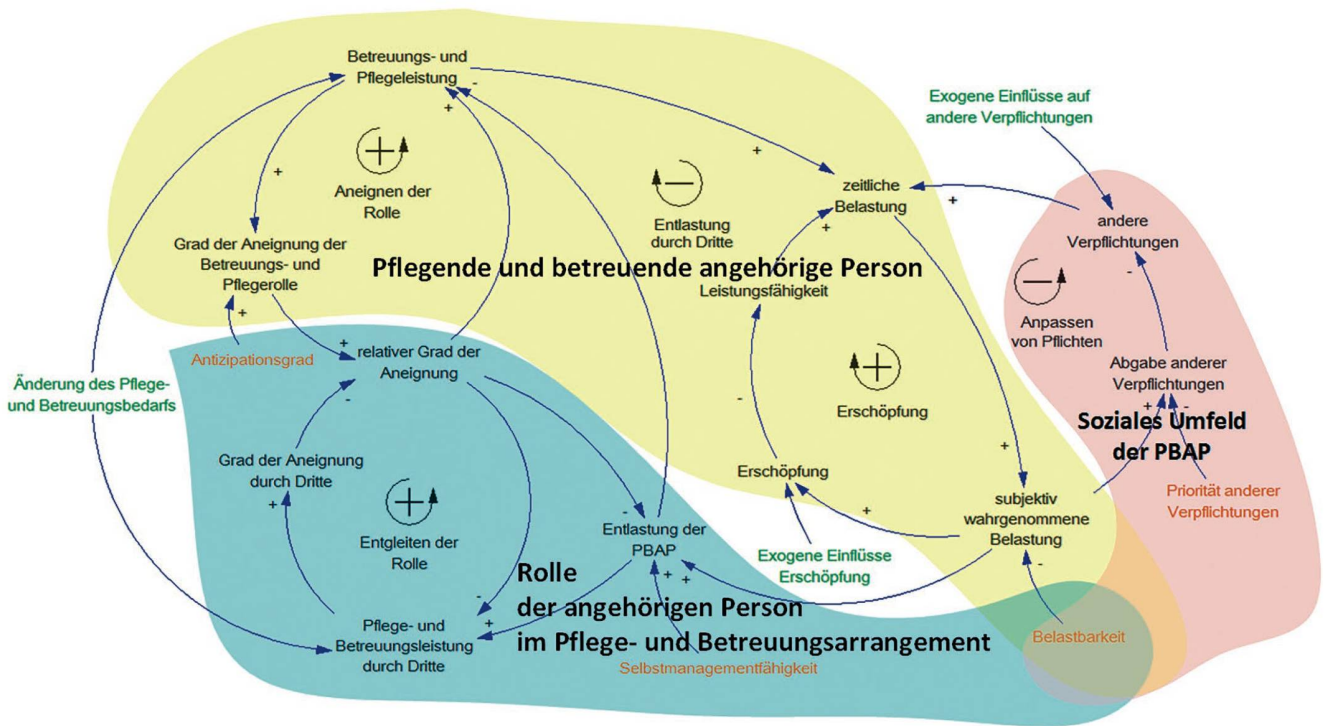 Betreuungs- und
Pflegeleistung
-
+
Exogene Einflüsse auf
andere Verpflichtungen
+
+
Aneignen der
Rolle
+
zeitliche
Belastung
+
+
Entlastung
durch Dritte
-
andere
Verpflichtungen
-
Grad der Aneignung der
Betreuungs- und
Pflegerolle
+
Pflegende und betreuende angehörige Person
Leistungsfähigkeit
-
Anpassen
von Pflichten
+
Antizipationsgrad
relativer Grad der
Aneignung
-
Änderung des Pflege-
und Betreuungsbedarfs
+
Erschöpfung
-
Abgabe anderer
Verpflichtungen
+
-
Soziales Umfeld
der PBAP
Grad der Aneignung
durch Dritte
+
+
Entgleiten der
Rolle
Erschöpfung
+
+
subjektiv
wahrgenommene
Belastung
-
Priorität anderer
Verpflichtungen
-
Entlastung der
PBAP
+
+
Exogene Einflüsse
Erschöpfung
Rolle
der angehörigen Person
im Pflege- und Betreuungsarrangement
-
+
Pflege- und
Betreuungsleistung
durch Dritte
Selbstmanagementfähigkeit
Belastbarkeit